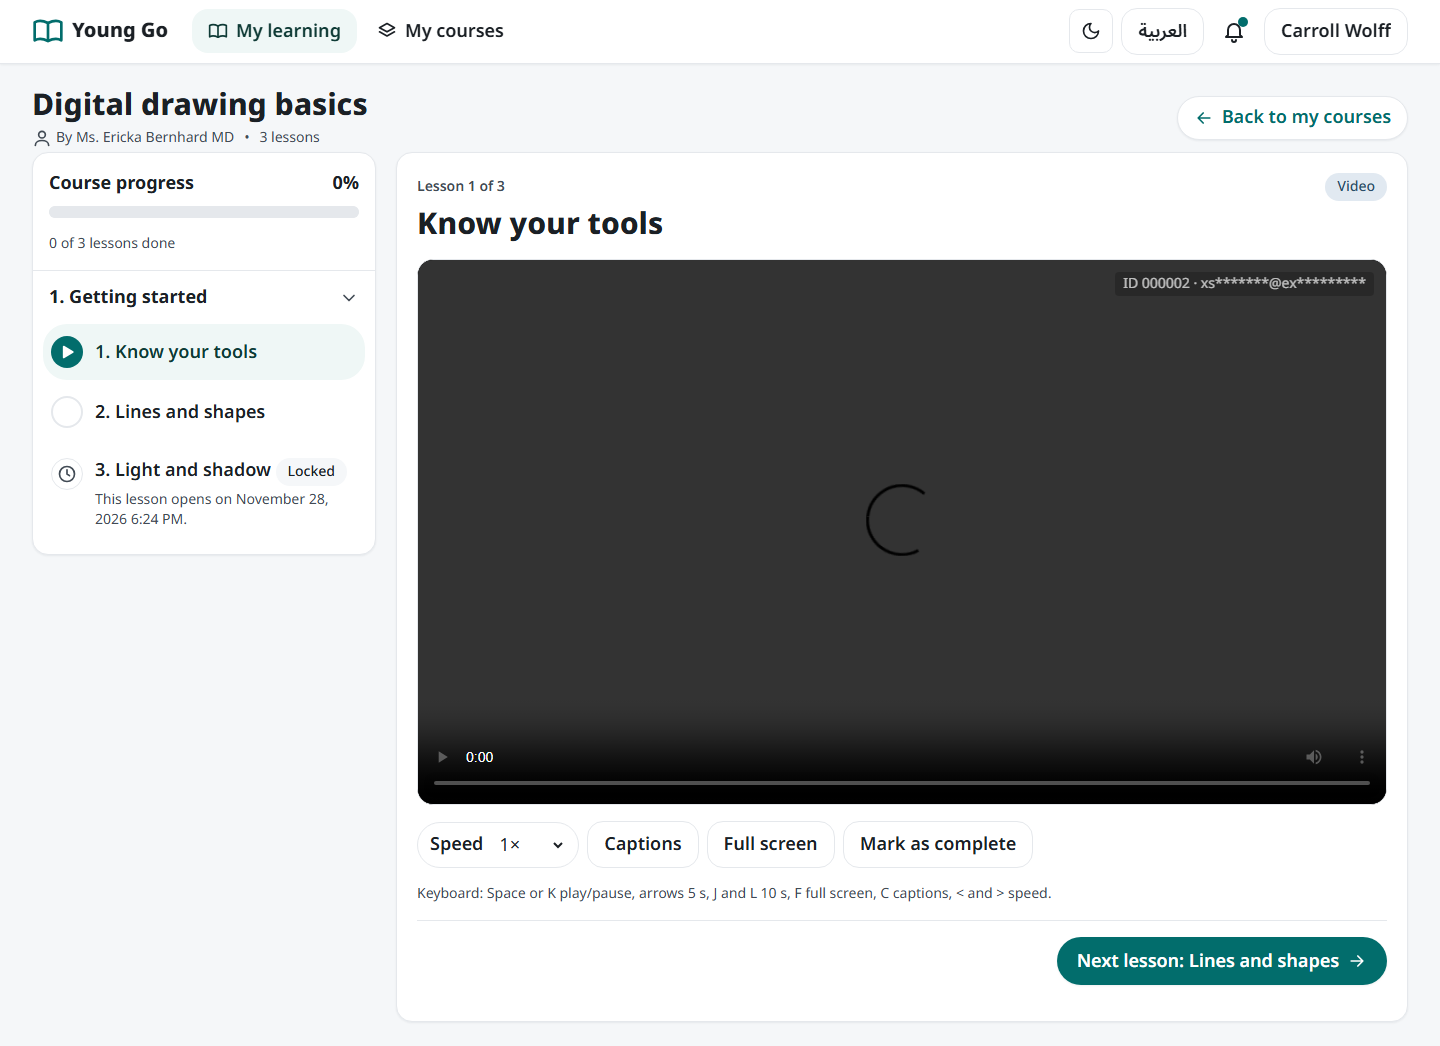 Young Go
My learning
My courses
العربية
Carroll Wolff
Digital drawing basics
By Ms. Ericka Bernhard MD • 3 lessons
Back to my courses
Course progress 0%
0 of 3 lessons done
1. Getting started
1. Know your tools
2. Lines and shapes
3. Light and shadow Locked
This lesson opens on November 28,
2026 6:24 PM.
Lesson 1 of 3
Video
Know your tools
ID 000002 · xs*******@ex*********
0:00
Speed 1×
Captions
Full screen
Mark as complete
Keyboard: Space or K play/pause, arrows 5 s, J and L 10 s, F full screen, C captions, < and > speed.
Next lesson: Lines and shapes